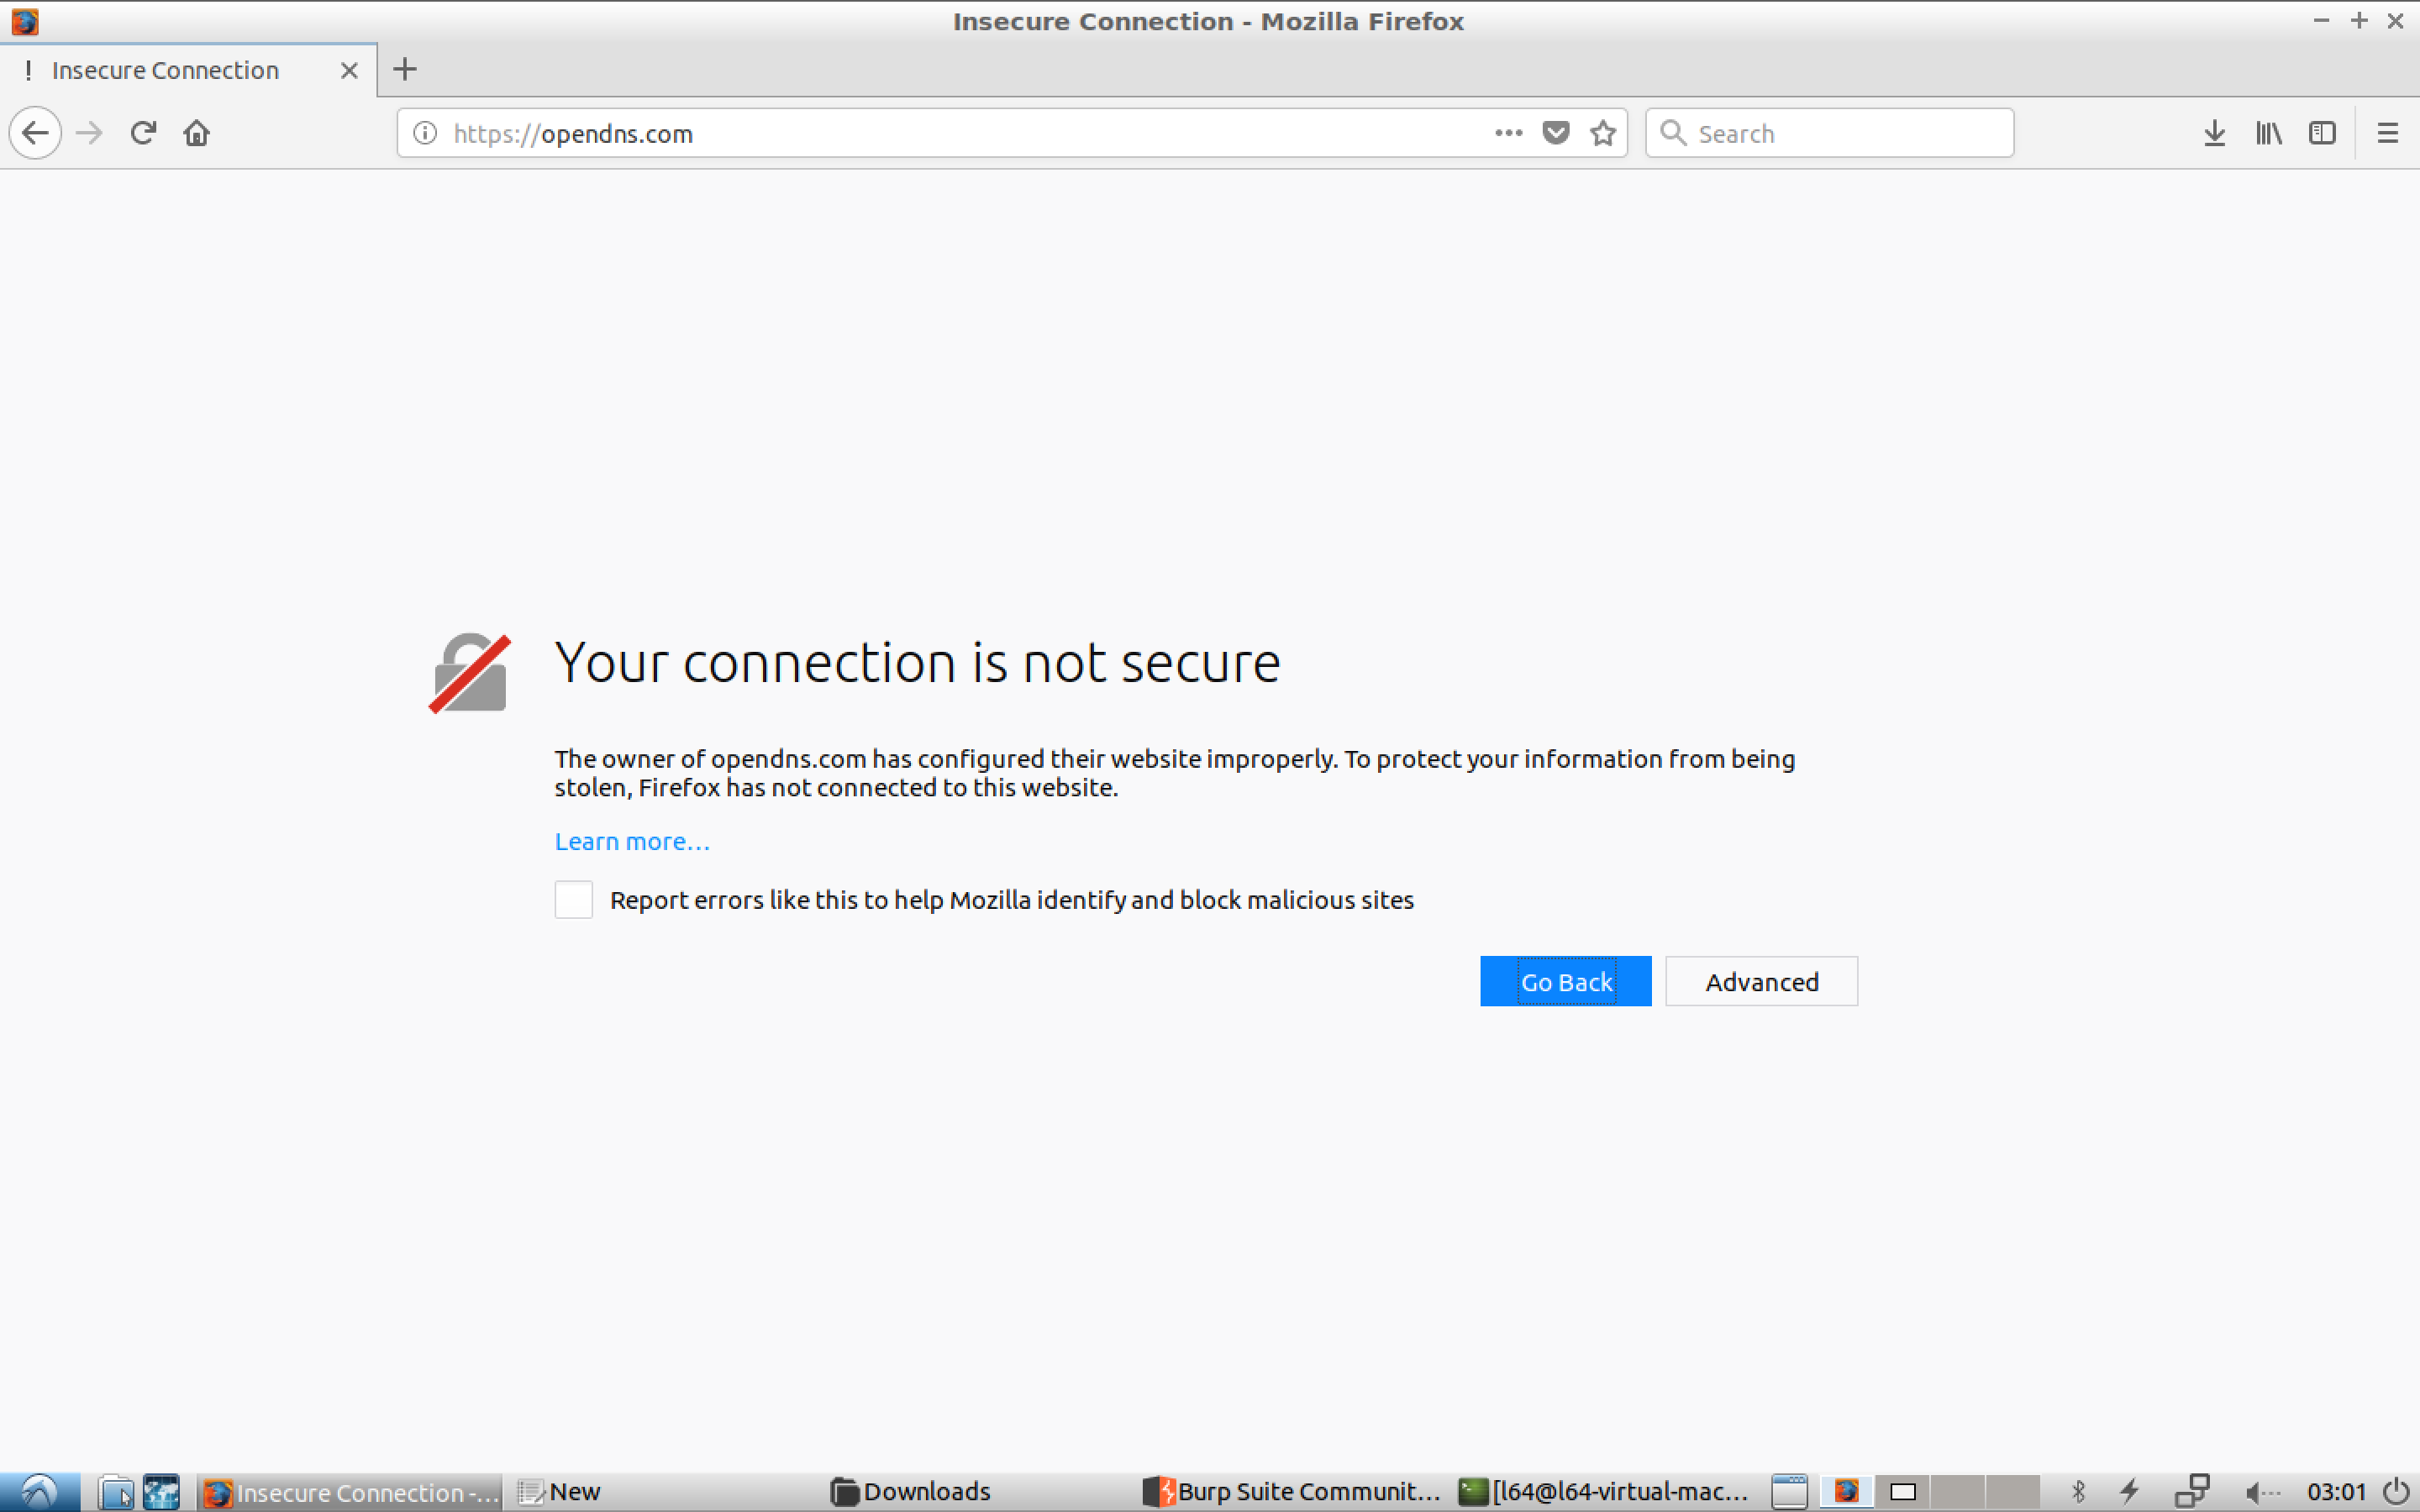 Insecure Connection - Mozilla Firefox
! Insecure Connection
https://opendns.com
Search
Your connection is not secure
The owner of opendns.com has configured their website improperly. To protect your information from being
stolen, Firefox has not connected to this website.
Learn more…
Report errors like this to help Mozilla identify and block malicious sites
Go Back
Advanced
Insecure Connection -...
New
Downloads
Burp Suite Communit...
[l64@l64-virtual-mac...
03:01